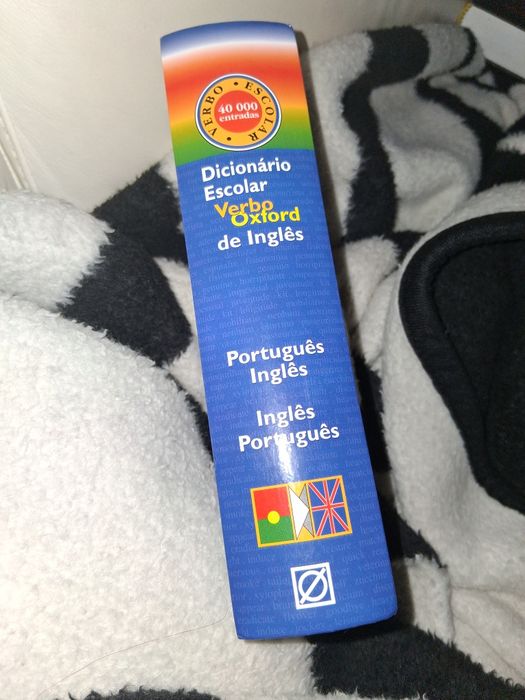 VERBO • ESCOLAR •
40 000
entradas
Dicionário
Escolar
Verbo
Oxford
de Inglês
Português
Inglês
Inglês
Português